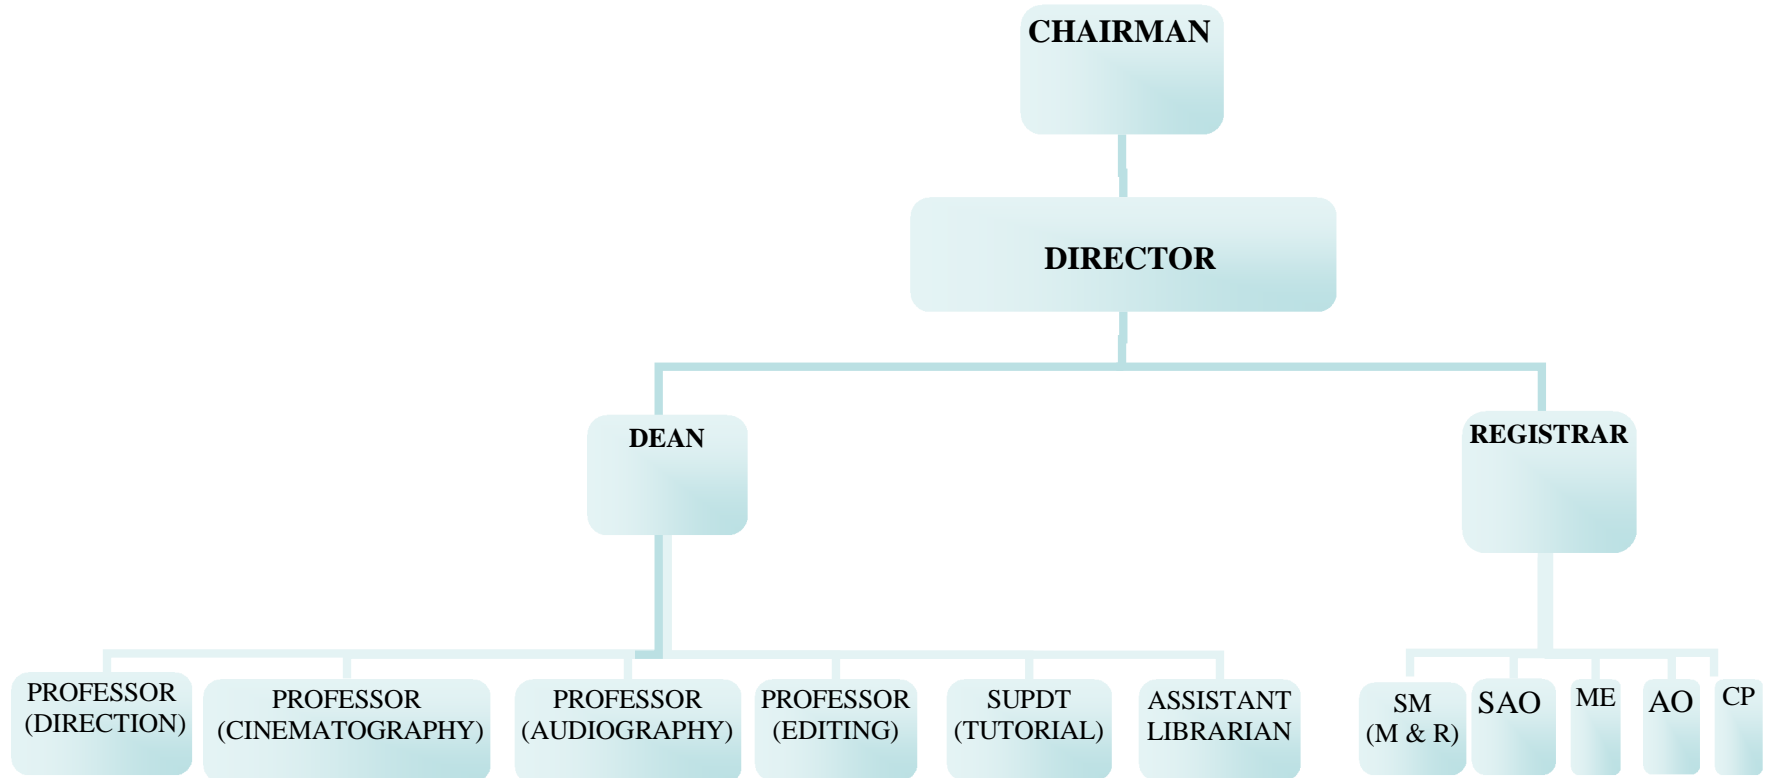 CHAIRMAN
DIRECTOR
DEAN
REGISTRAR
PROFESSOR
(DIRECTION)
PROFESSOR
(CINEMATOGRAPHY)
PROFESSOR
(AUDIOGRAPHY)
PROFESSOR
(EDITING)
SUPDT
(TUTORIAL)
ASSISTANT
LIBRARIAN
SM
(M & R)
SAO
ME
AO
CP